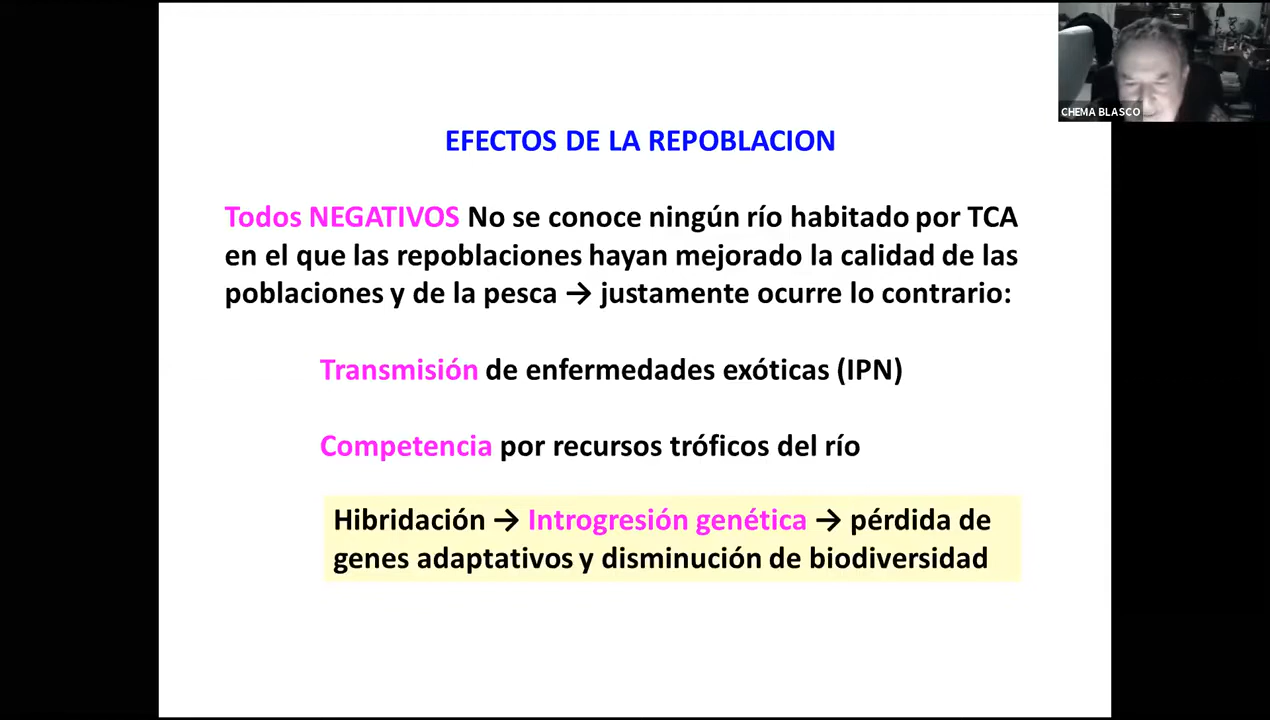 CHEMA BLASCO
EFECTOS DE LA REPOBLACION
Todos NEGATIVOS No se conoce ningún río habitado por TCA
en el que las repoblaciones hayan mejorado la calidad de las
poblaciones y de la pesca → justamente ocurre lo contrario:
Transmisión de enfermedades exóticas (IPN)
Competencia por recursos tróficos del río
Hibridación → Introgresión genética → pérdida de
genes adaptativos y disminución de biodiversidad